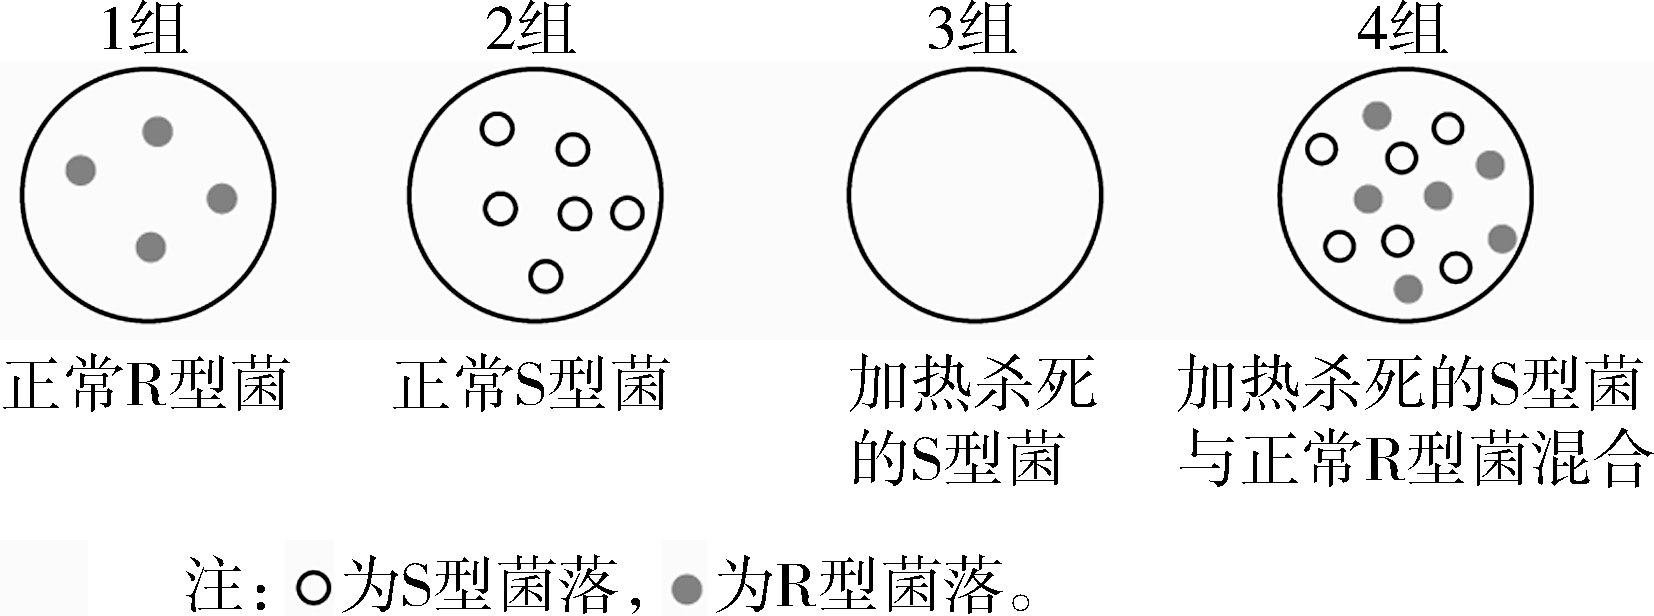 1组 2组 3组 4组
正常R型菌 正常S型菌 加热杀死 加热杀死的S型菌
的S型菌 与正常R型菌混合
注：为S型菌落，为R型菌落。